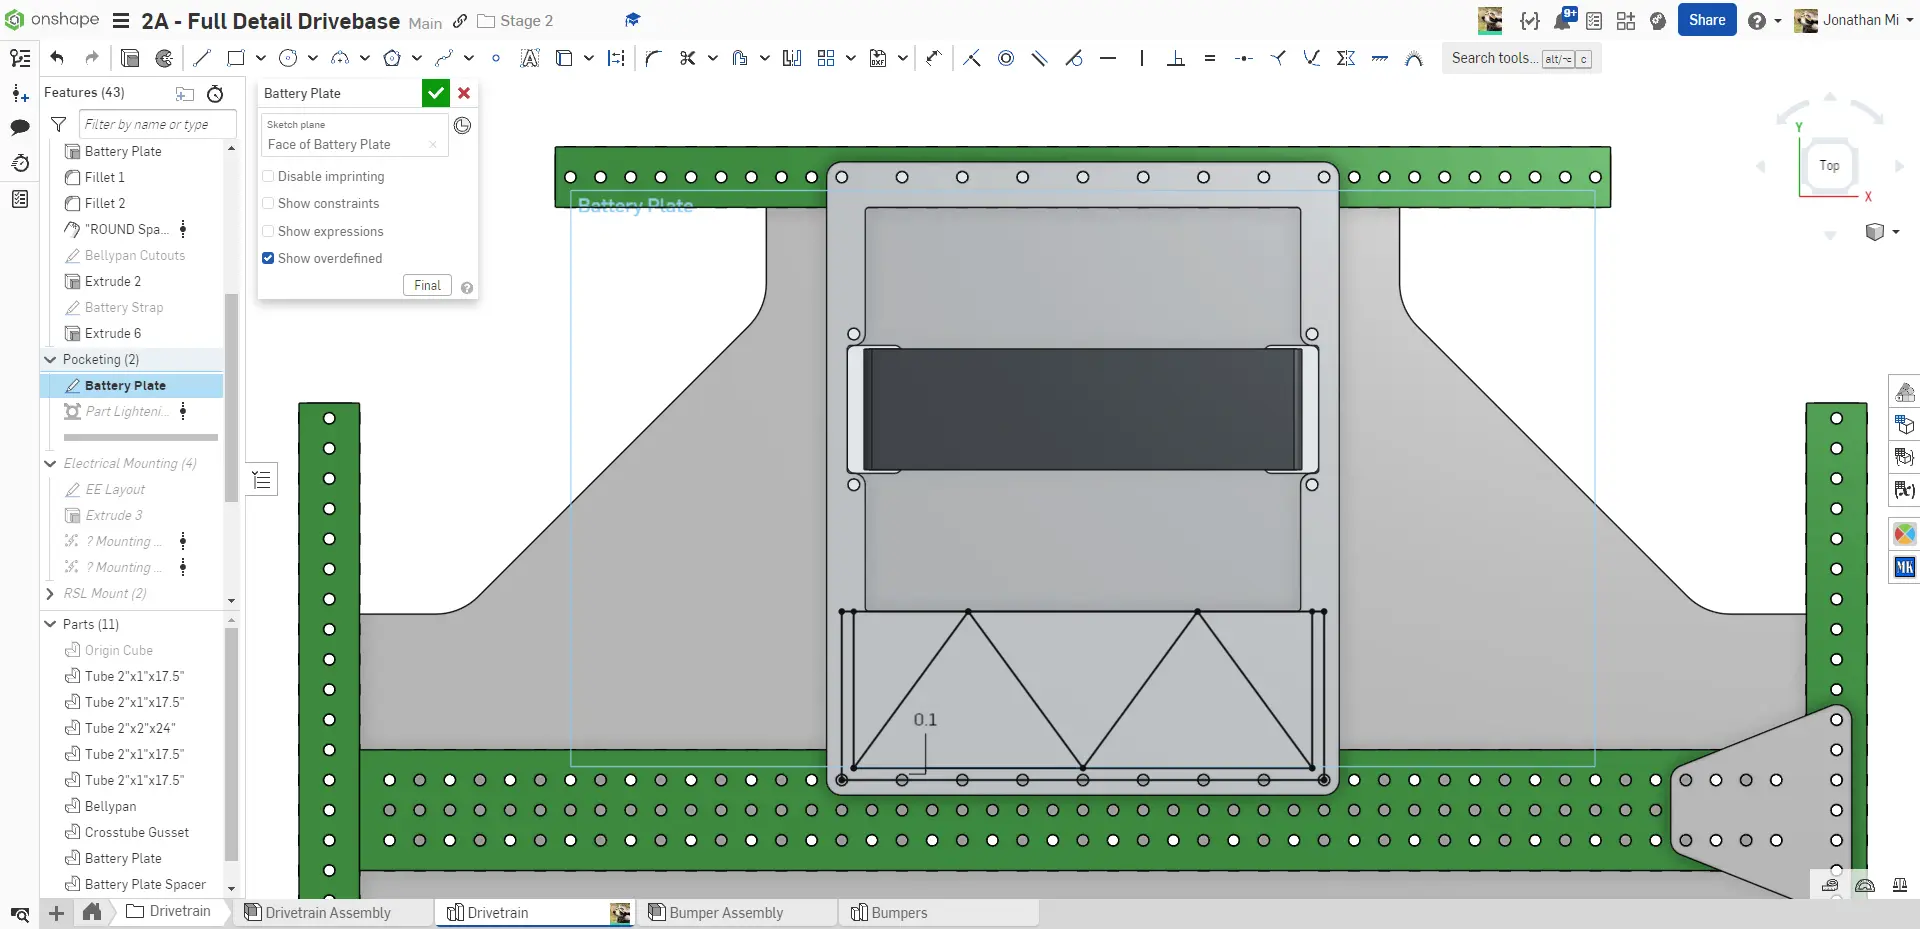 onshape 2A - Full Detail Drivebase Main Stage 2
9+
Share
Jonathan Mi
Search tools... alt/⌥ c
Features (43)
Filter by name or type
Battery Plate
Fillet 1
Fillet 2
"ROUND Spa...
Bellypan Cutouts
Extrude 2
Battery Strap
Extrude 6
Pocketing (2)
Battery Plate
Part Lighteni...
Electrical Mounting (4)
EE Layout
Extrude 3
? Mounting ...
? Mounting ...
RSL Mount (2)
Parts (11)
Origin Cube
Tube 2"x1"x17.5"
Tube 2"x1"x17.5"
Tube 2"x2"x24"
Tube 2"x1"x17.5"
Tube 2"x1"x17.5"
Bellypan
Crosstube Gusset
Battery Plate
Battery Plate Spacer
Battery Plate
Sketch plane
Face of Battery Plate
Disable imprinting
Show constraints
Show expressions
Show overdefined
Final
Battery Plate
0.1
Y
Top
X
MK
Drivetrain
Drivetrain Assembly
Drivetrain
Bumper Assembly
Bumpers